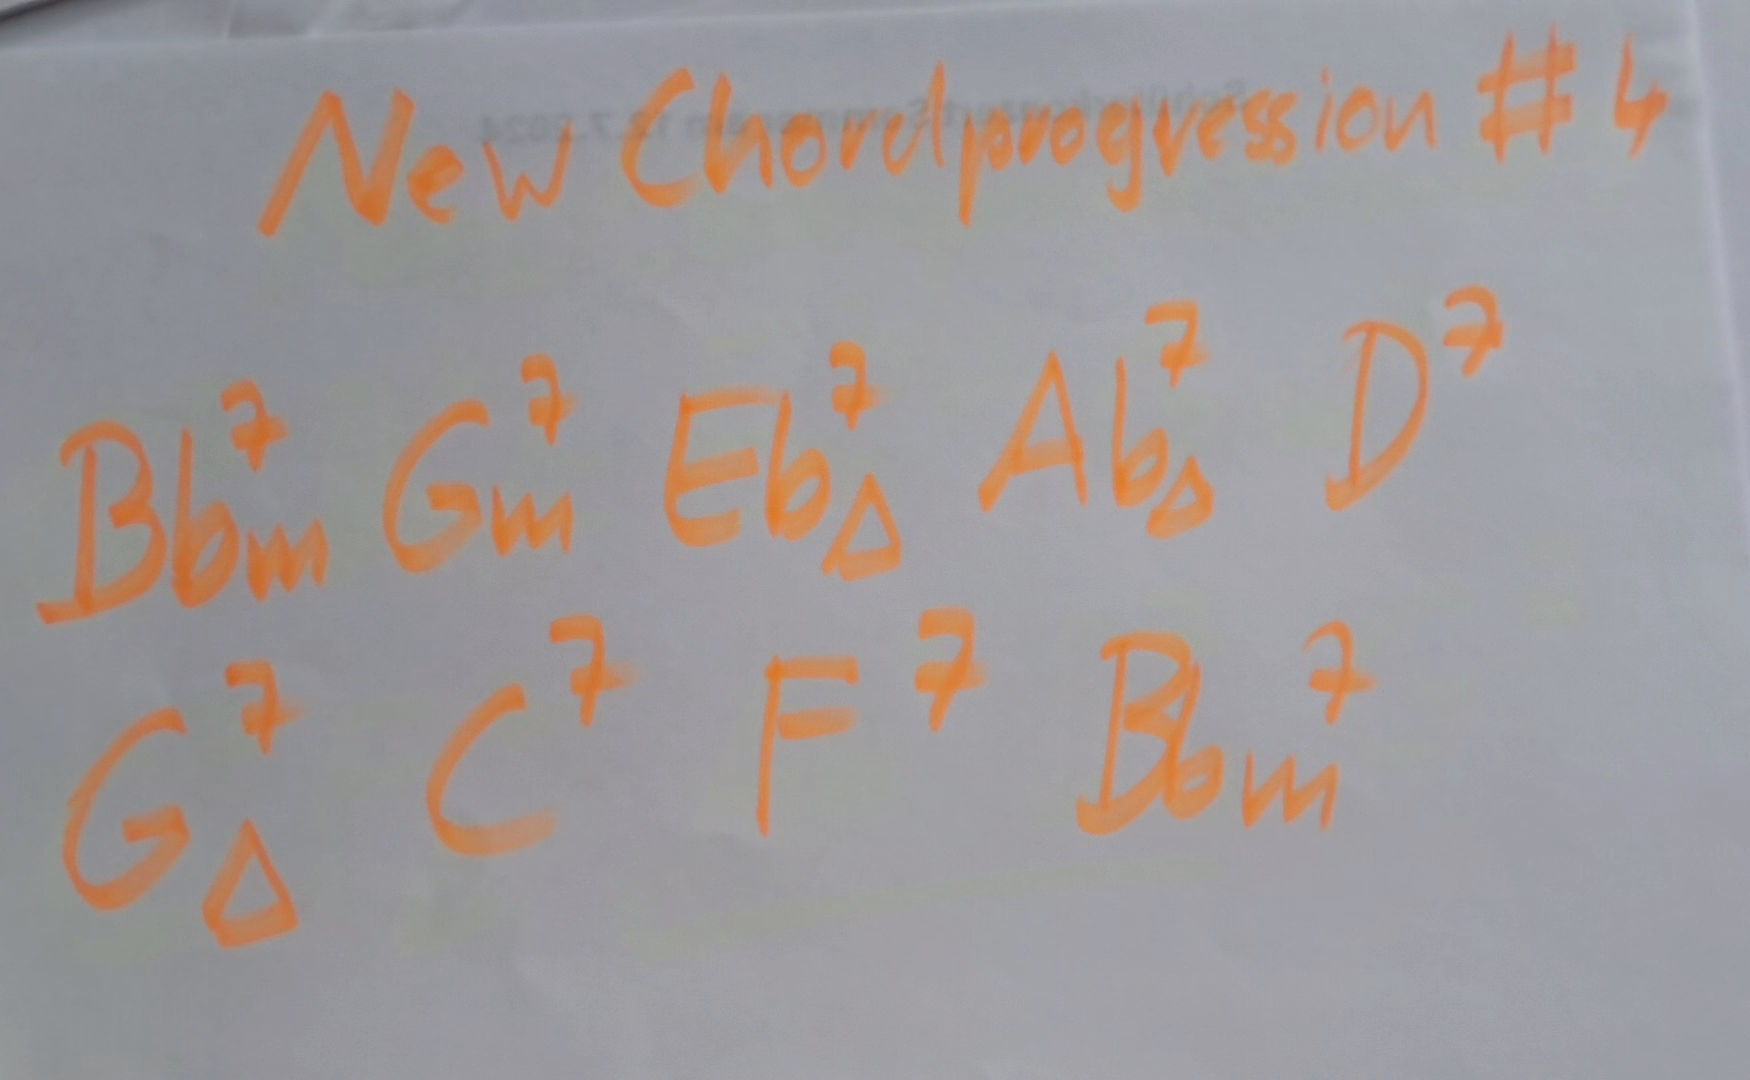 New Chordprogression #4
Bbm7 Gm7 EbΔ7 AbΔ7 D7
GΔ7 C7 F7 Bbm7